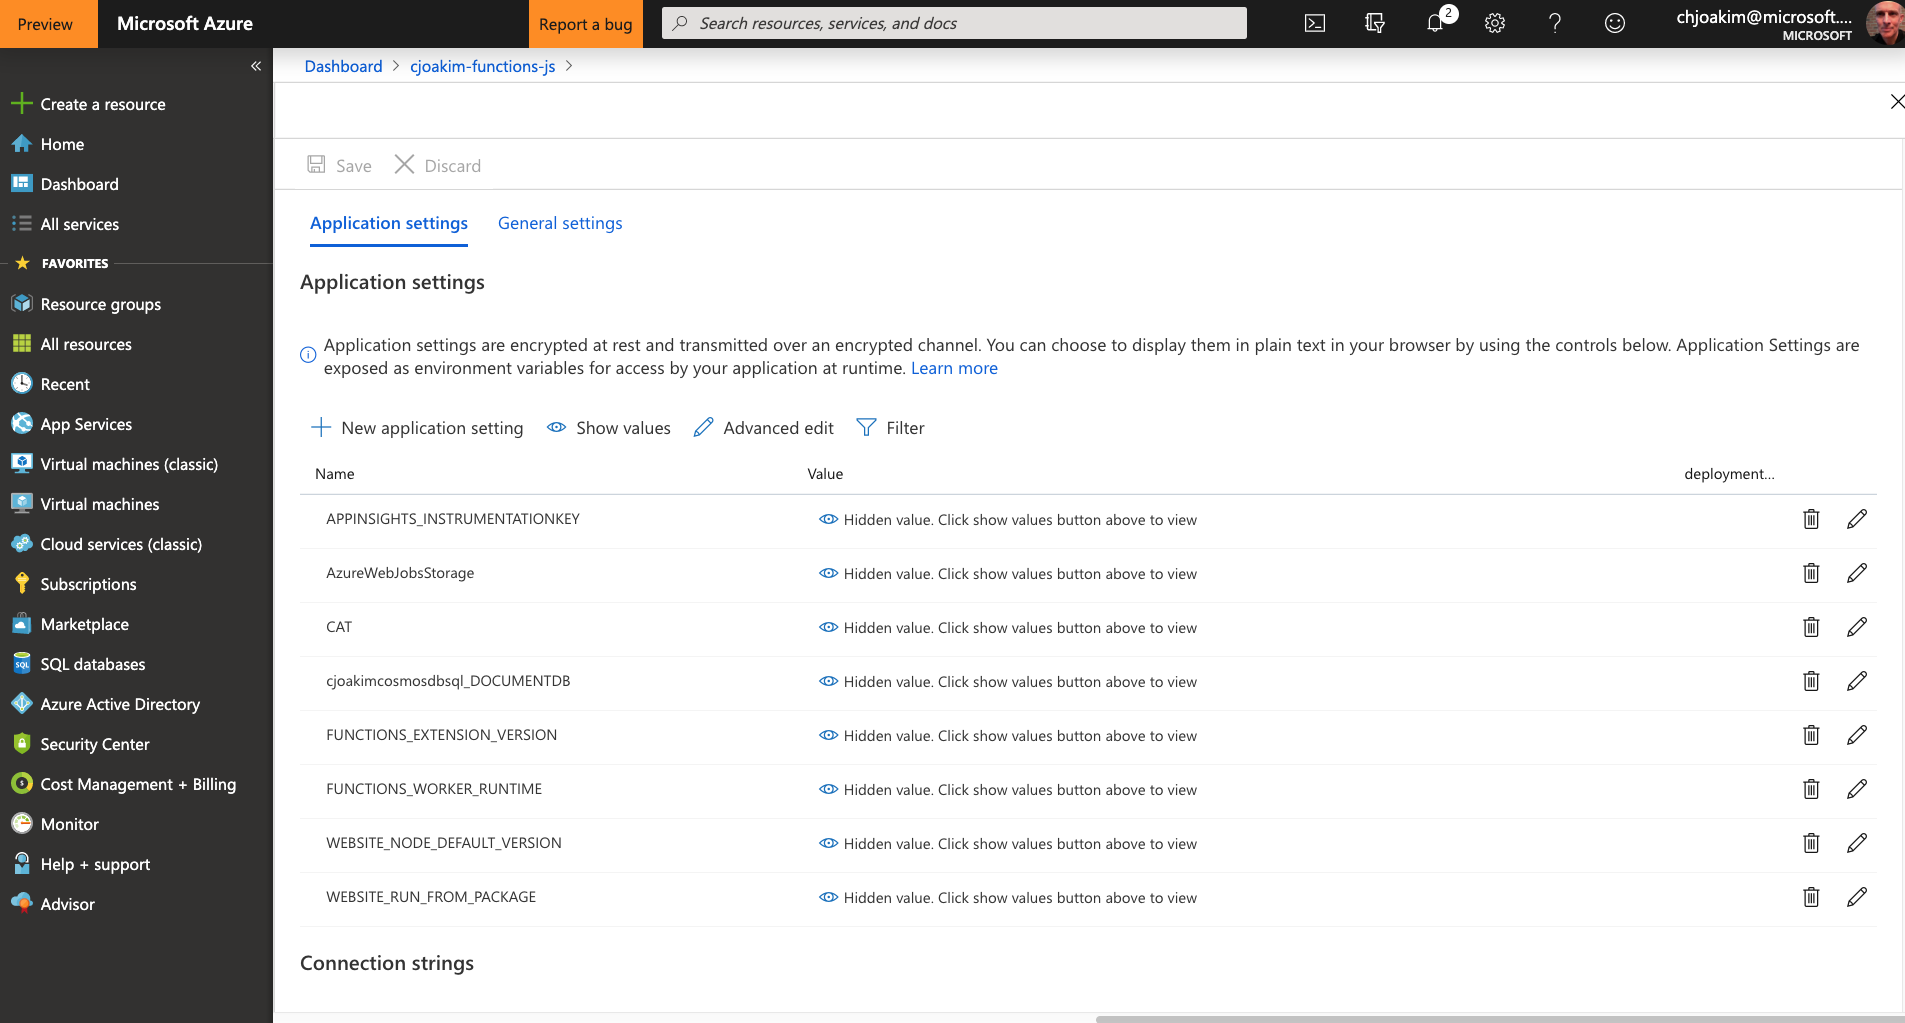 Preview
Microsoft Azure
Report a bug
Search resources, services, and docs
2
chjoakim@microsoft....
MICROSOFT
«
Create a resource
Home
Dashboard
All services
FAVORITES
Resource groups
All resources
Recent
App Services
Virtual machines (classic)
Virtual machines
Cloud services (classic)
Subscriptions
Marketplace
SQL
SQL databases
Azure Active Directory
Security Center
Cost Management + Billing
Monitor
Help + support
Advisor
Dashboard > cjoakim-functions-js >
Save
Discard
Application settings
General settings
Application settings
Application settings are encrypted at rest and transmitted over an encrypted channel. You can choose to display them in plain text in your browser by using the controls below. Application Settings are
exposed as environment variables for access by your application at runtime. Learn more
New application setting
Show values
Advanced edit
Filter
Name Value deployment...
APPINSIGHTS_INSTRUMENTATIONKEY Hidden value. Click show values button above to view
AzureWebJobsStorage Hidden value. Click show values button above to view
CAT Hidden value. Click show values button above to view
cjoakimcosmosdbsql_DOCUMENTDB Hidden value. Click show values button above to view
FUNCTIONS_EXTENSION_VERSION Hidden value. Click show values button above to view
FUNCTIONS_WORKER_RUNTIME Hidden value. Click show values button above to view
WEBSITE_NODE_DEFAULT_VERSION Hidden value. Click show values button above to view
WEBSITE_RUN_FROM_PACKAGE Hidden value. Click show values button above to view
Connection strings